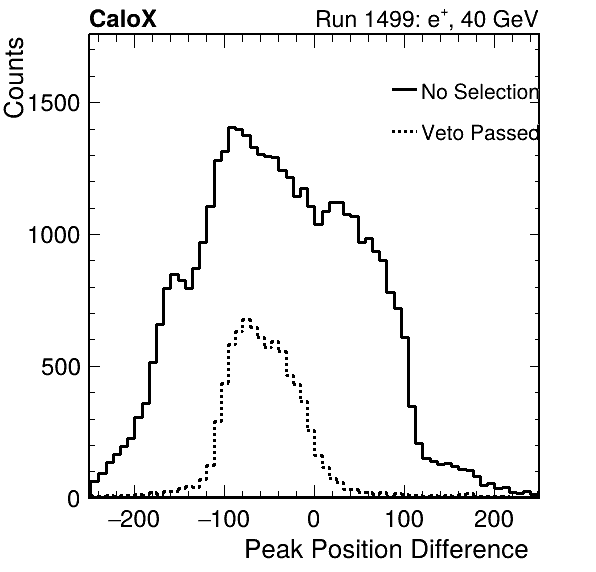 CaloX Run 1499: e⁺, 40 GeV
Counts
1500
1000
500
0
No Selection
Veto Passed
−200 −100 0 100 200
Peak Position Difference